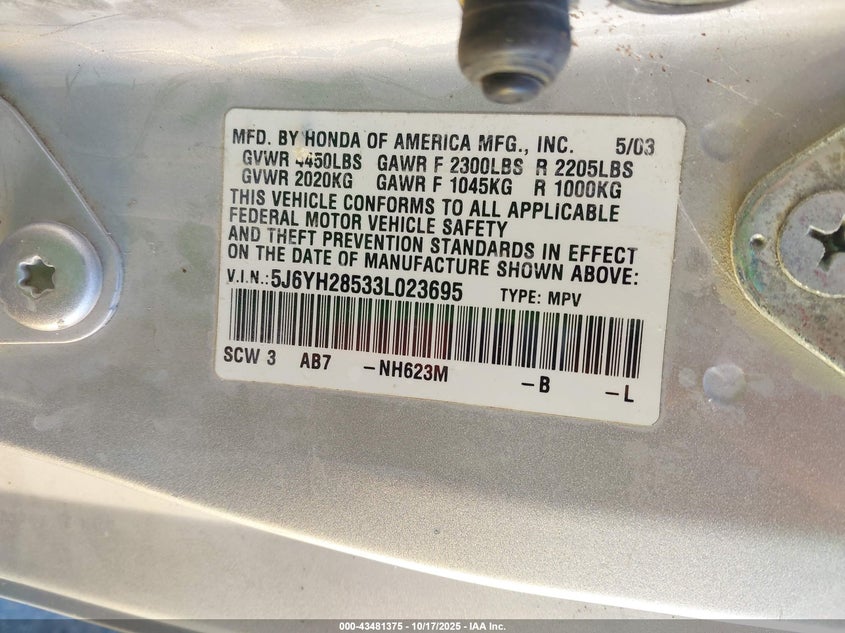 MFD. BY HONDA OF AMERICA MFG., INC. 5/03
GVWR 4450LBS GAWR F 2300LBS R 2205LBS
GVWR 2020KG GAWR F 1045KG R 1000KG
THIS VEHICLE CONFORMS TO ALL APPLICABLE
FEDERAL MOTOR VEHICLE SAFETY
AND THEFT PREVENTION STANDARDS IN EFFECT
ON THE DATE OF MANUFACTURE SHOWN ABOVE:
V.I.N.: 5J6YH28533L023695 TYPE: MPV
SCW 3 AB7 -NH623M -B -L
000-43481375 | 10/17/2025 - IAA Inc.